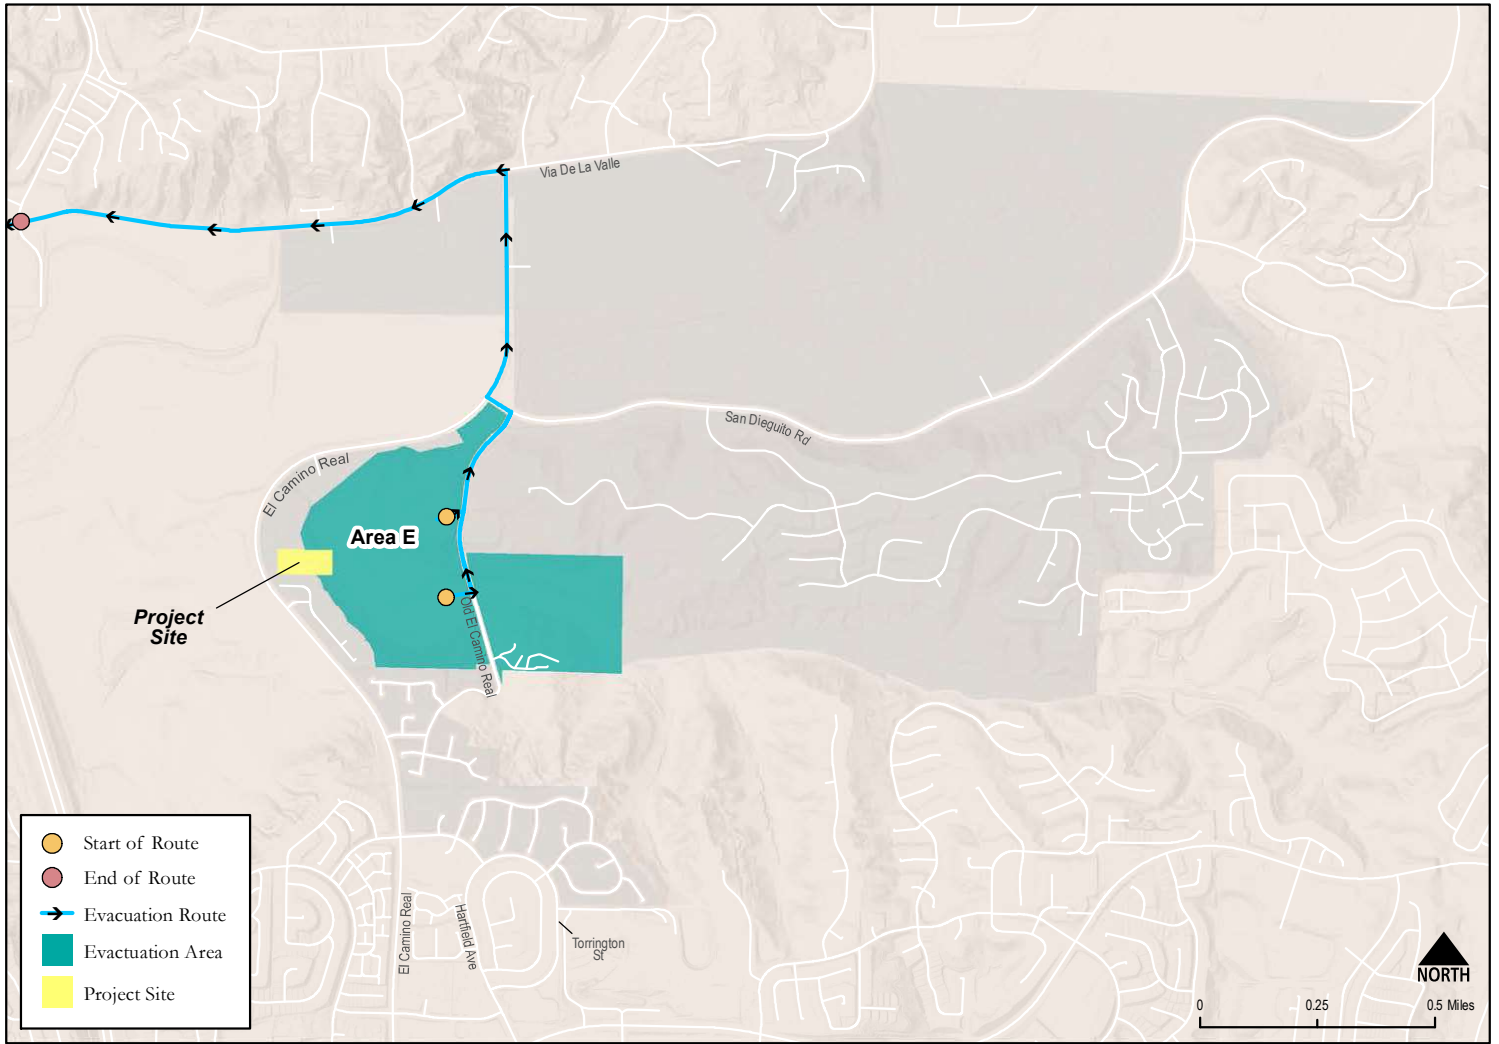 Via De La Valle
San Dieguito Rd
El Camino Real
Area E
Project
Site
Old El Camino Real
Start of Route
End of Route
Evacuation Route
Evactuation Area
Project Site
El Camino Real
Hartfield Ave
Torrington
St
NORTH
0 0.25 0.5 Miles